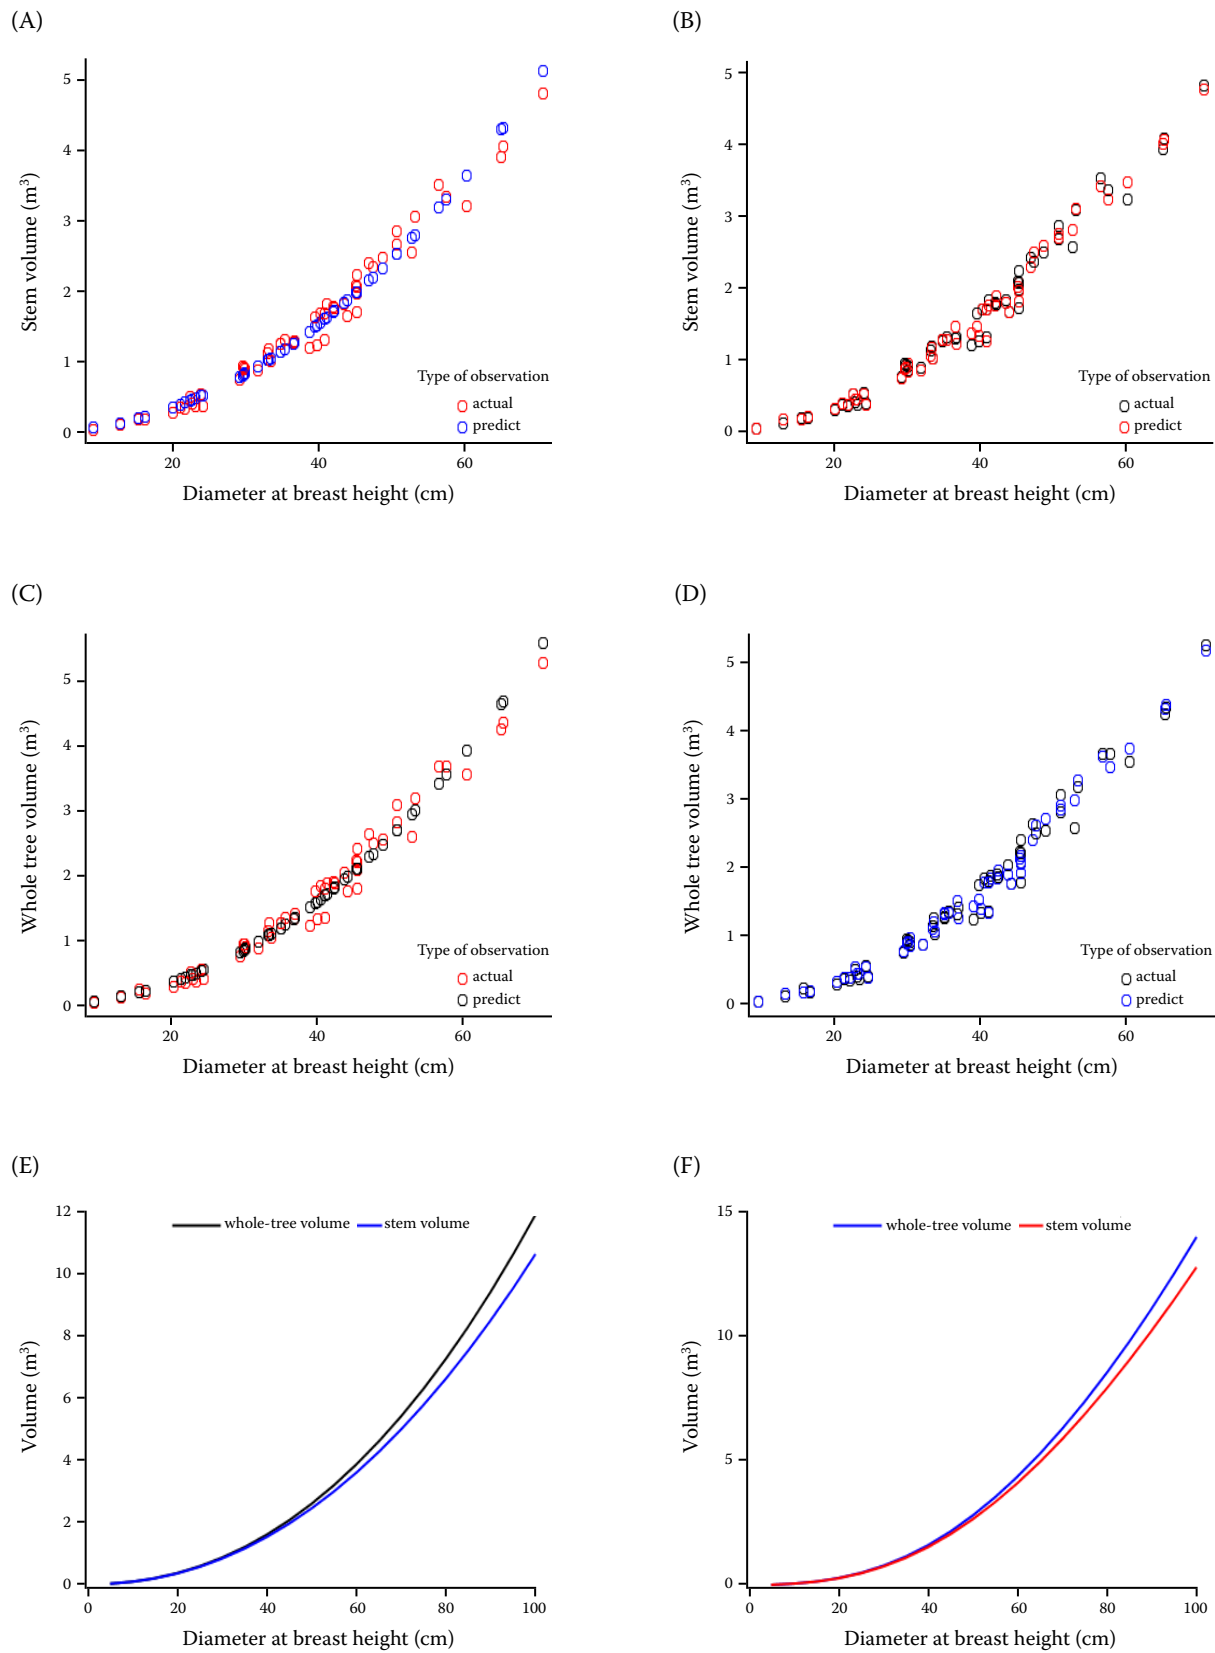 (A)
Stem volume (m³)
5
4
3
2
1
0
Type of observation
actual
predict
20
40
60
Diameter at breast height (cm)
(B)
Stem volume (m³)
5
4
3
2
1
0
Type of observation
actual
predict
20
40
60
Diameter at breast height (cm)
(C)
Whole tree volume (m³)
5
4
3
2
1
0
Type of observation
actual
predict
20
40
60
Diameter at breast height (cm)
(D)
Whole tree volume (m³)
5
4
3
2
1
0
Type of observation
actual
predict
20
40
60
Diameter at breast height (cm)
(E)
Volume (m³)
12
10
8
6
4
2
0
whole-tree volume stem volume
0 20 40 60 80 100
Diameter at breast height (cm)
(F)
Volume (m³)
15
10
5
0
whole-tree volume stem volume
0 20 40 60 80 100
Diameter at breast height (cm)